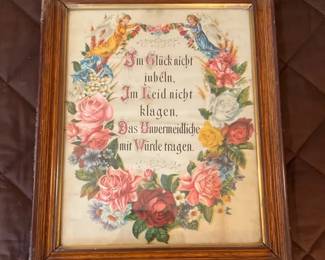 Im Glück nicht
jubeln,
Im Leid nicht
klagen,
Das Unvermeidliche
mit Würde tragen.